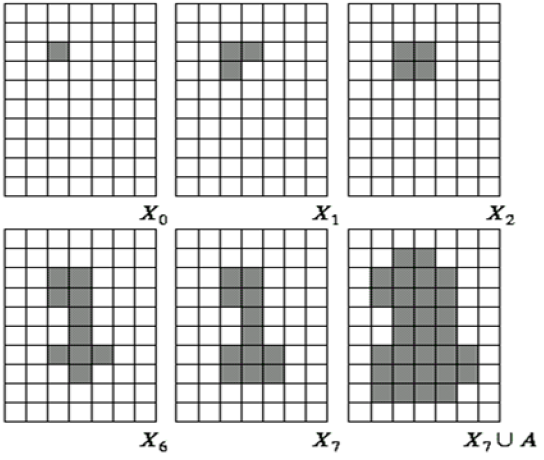 X₀ X₁ X₂
X₆ X₇ X₇ ∪ A